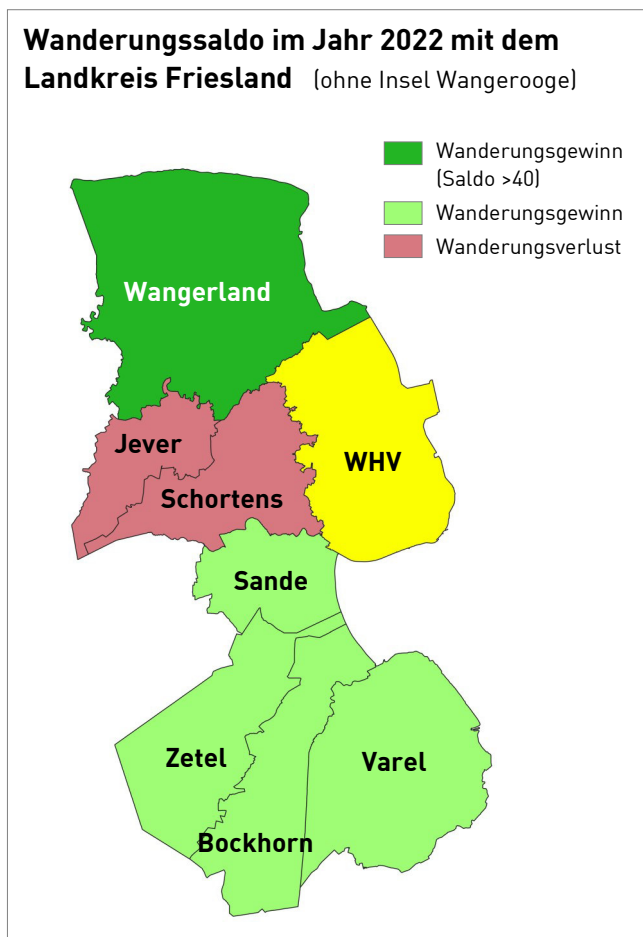 Wanderungssaldo im Jahr 2022 mit dem
Landkreis Friesland (ohne Insel Wangerooge)
Wanderungsgewinn
(Saldo >40)
Wanderungsgewinn
Wanderungsverlust
Wangerland
Jever
WHV
Schortens
Sande
Zetel
Varel
Bockhorn